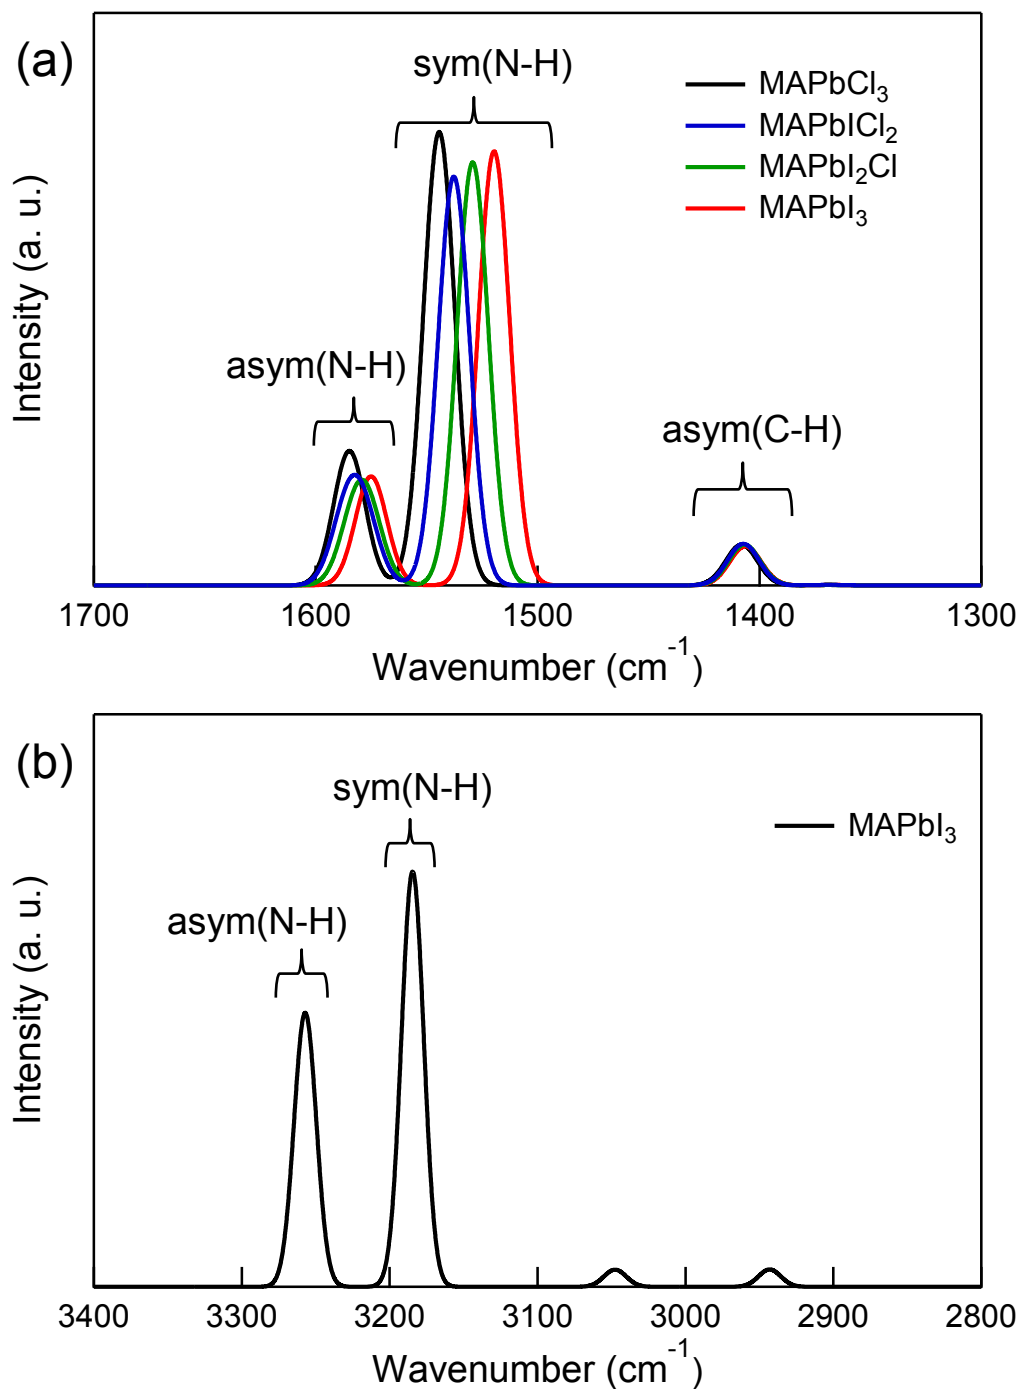 (a)
sym(N-H)
MAPbCl₃
MAPbICl₂
MAPbI₂Cl
MAPbI₃
asym(N-H)
asym(C-H)
Intensity (a. u.)
1700 1600 1500 1400 1300
Wavenumber (cm⁻¹)
(b)
sym(N-H)
MAPbI₃
asym(N-H)
Intensity (a. u.)
3400 3300 3200 3100 3000 2900 2800
Wavenumber (cm⁻¹)